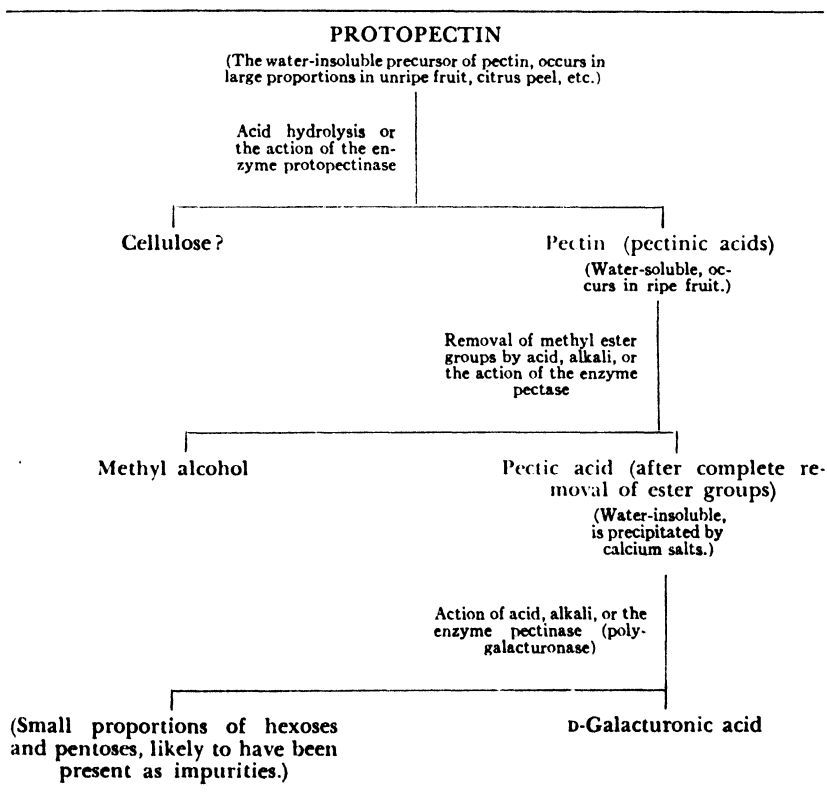 PROTOPECTIN
(The water-insoluble precursor of pectin, occurs in
large proportions in unripe fruit, citrus peel, etc.)
Acid hydrolysis or
the action of the en-
zyme protopectinase
Cellulose?
Pectin (pectinic acids)
(Water-soluble, oc-
curs in ripe fruit.)
Removal of methyl ester
groups by acid, alkali, or
the action of the enzyme
pectase
Methyl alcohol
Pectic acid (after complete re-
moval of ester groups)
(Water-insoluble,
is precipitated by
calcium salts.)
Action of acid, alkali, or the
enzyme pectinase (poly-
galacturonase)
(Small proportions of hexoses
and pentoses, likely to have been
present as impurities.)
D-Galacturonic acid